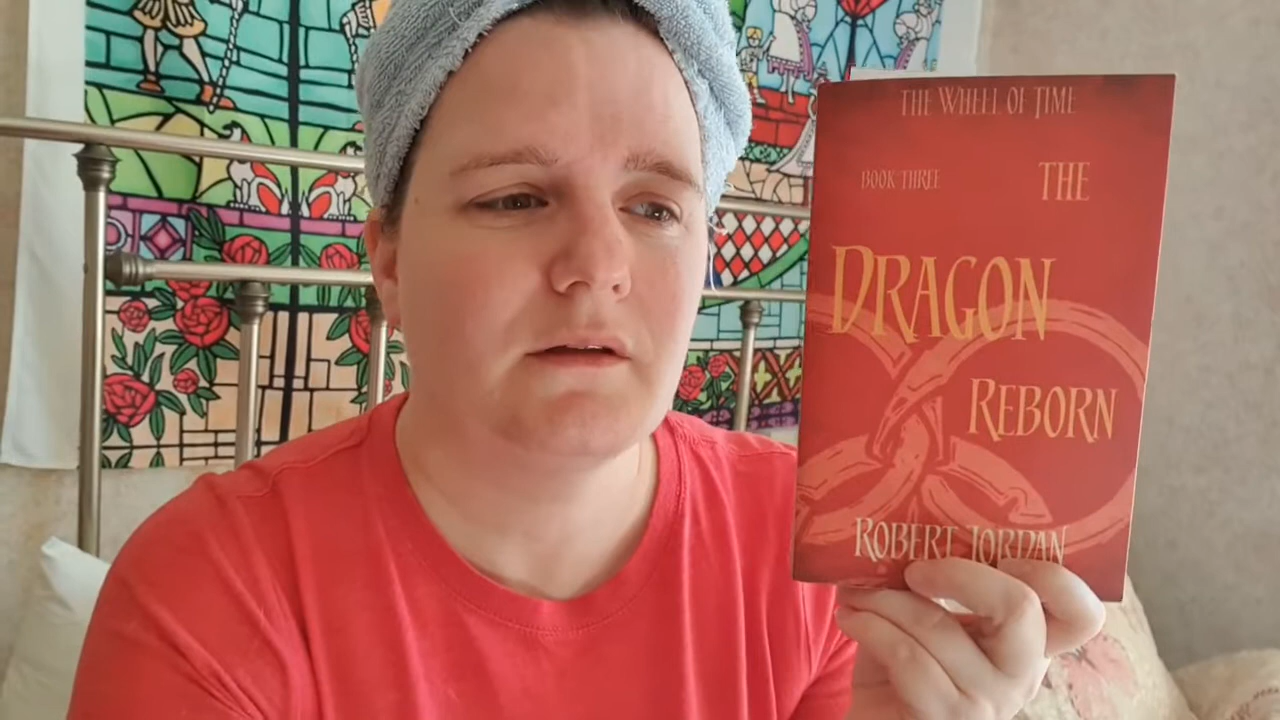 THE WHEEL OF TIME
BOOK THREE
THE
DRAGON
REBORN
ROBERT JORDAN